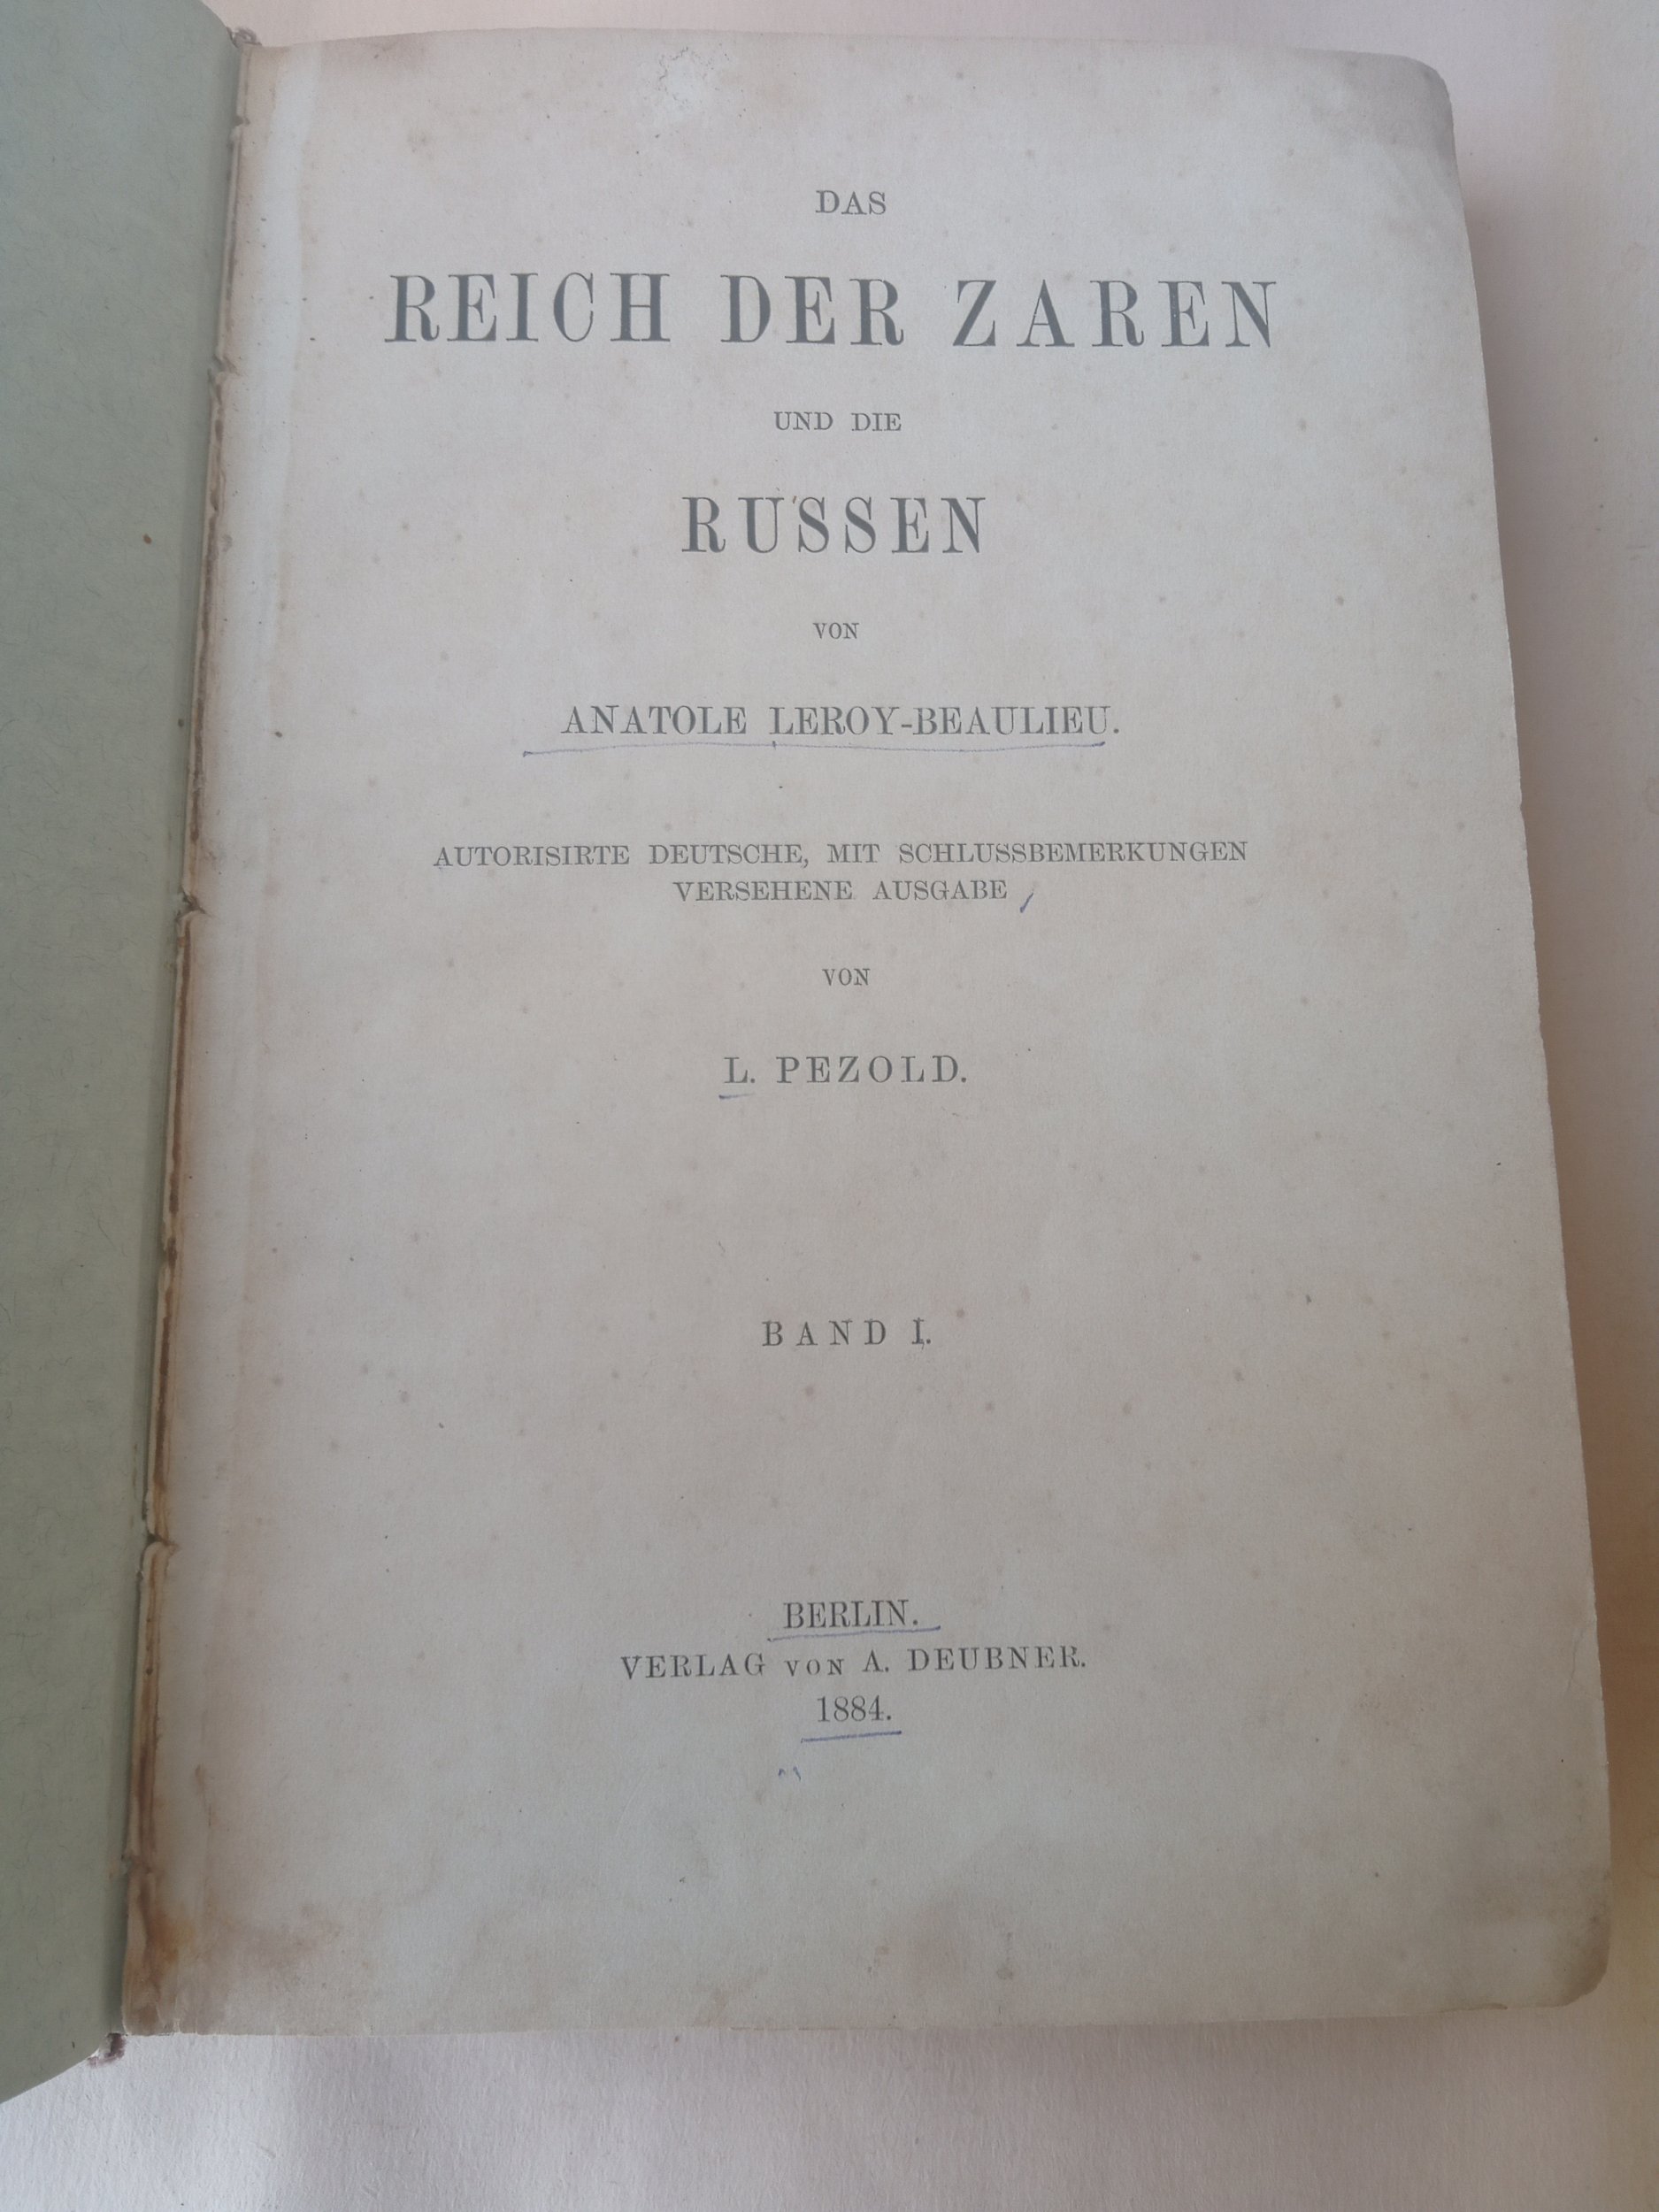 DAS
REICH DER ZAREN
UND DIE
RUSSEN
VON
ANATOLE LEROY-BEAULIEU.
AUTORISIRTE DEUTSCHE, MIT SCHLUSSBEMERKUNGEN
VERSEHENE AUSGABE
VON
L. PEZOLD.
BAND I.
BERLIN.
VERLAG VON A. DEUBNER.
1884.